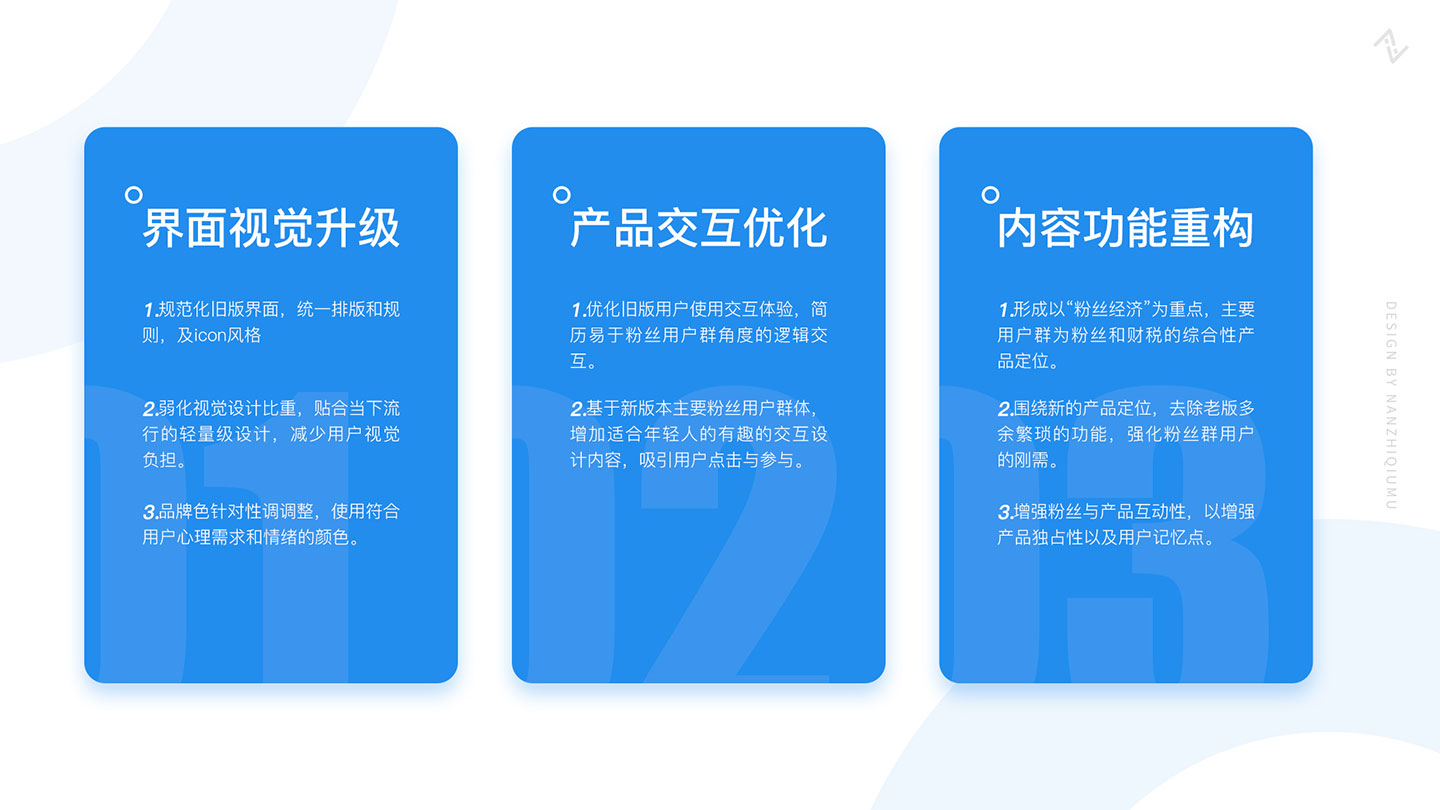 界面视觉升级
1.规范化旧版界面，统一排版和规
则，及icon风格
2.弱化视觉设计比重，贴合当下流
行的轻量级设计，减少用户视觉
负担。
3.品牌色针对性调调整，使用符合
用户心理需求和情绪的颜色。
01
产品交互优化
1.优化旧版用户使用交互体验，简
历易于粉丝用户群角度的逻辑交
互。
2.基于新版本主要粉丝用户群体，
增加适合年轻人的有趣的交互设
计内容，吸引用户点击与参与。
02
内容功能重构
1.形成以“粉丝经济”为重点，主要
用户群为粉丝和财税的综合性产
品定位。
2.围绕新的产品定位，去除老版多
余繁琐的功能，强化粉丝群用户
的刚需。
3.增强粉丝与产品互动性，以增强
产品独占性以及用户记忆点。
03
DESIGN BY NANZHIQIUMU